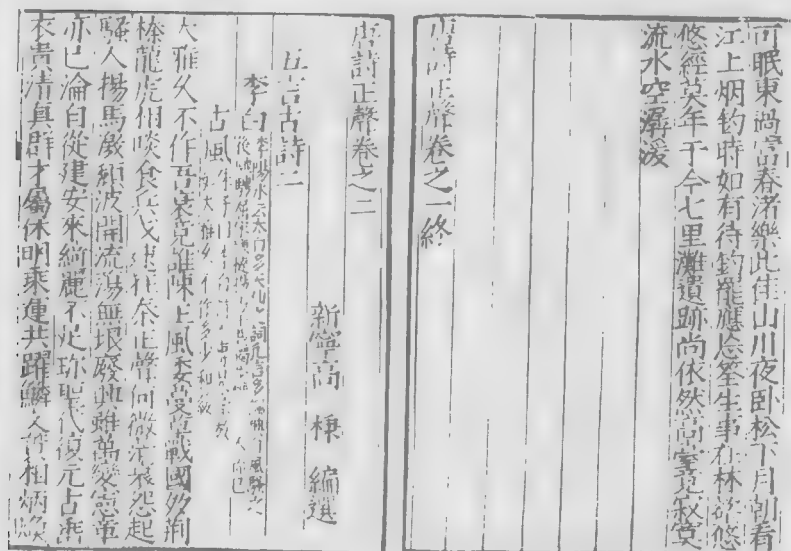 可眠東過富春渚樂此佳山川夜臥松下月朝看
江上烟釣時如有待釣罷應忘筌生事在林壑悠
悠經暮年于今七里灘遺跡尚依然高臺竟寂寞
流水空潺湲
唐詩正聲卷之一終
唐詩正聲卷之二
新寧高 棅 編選
五言古詩二
李白
古風
大雅久不作吾衰竟誰陳王風委蔓草戰國多荆
榛龍虎相啖食兵戈逮狂秦正聲何微茫哀怨起
騷人揚馬激頹波開流蕩無垠廢興雖萬變憲章
亦已淪自從建安來綺麗不足珍聖代復元古垂
衣貴清真群才屬休明乘運共躍鱗文質相炳煥